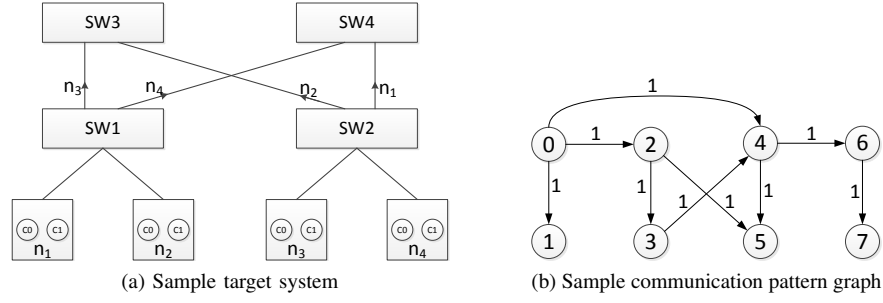 SW3 SW4
n3 n4 n2 n1
SW1 SW2
C0 C1 C0 C1 C0 C1 C0 C1
n1 n2 n3 n4
(a) Sample target system
1
0 1 2 4 1 6
1 1 1 1 1 1
1 3 5 7
(b) Sample communication pattern graph